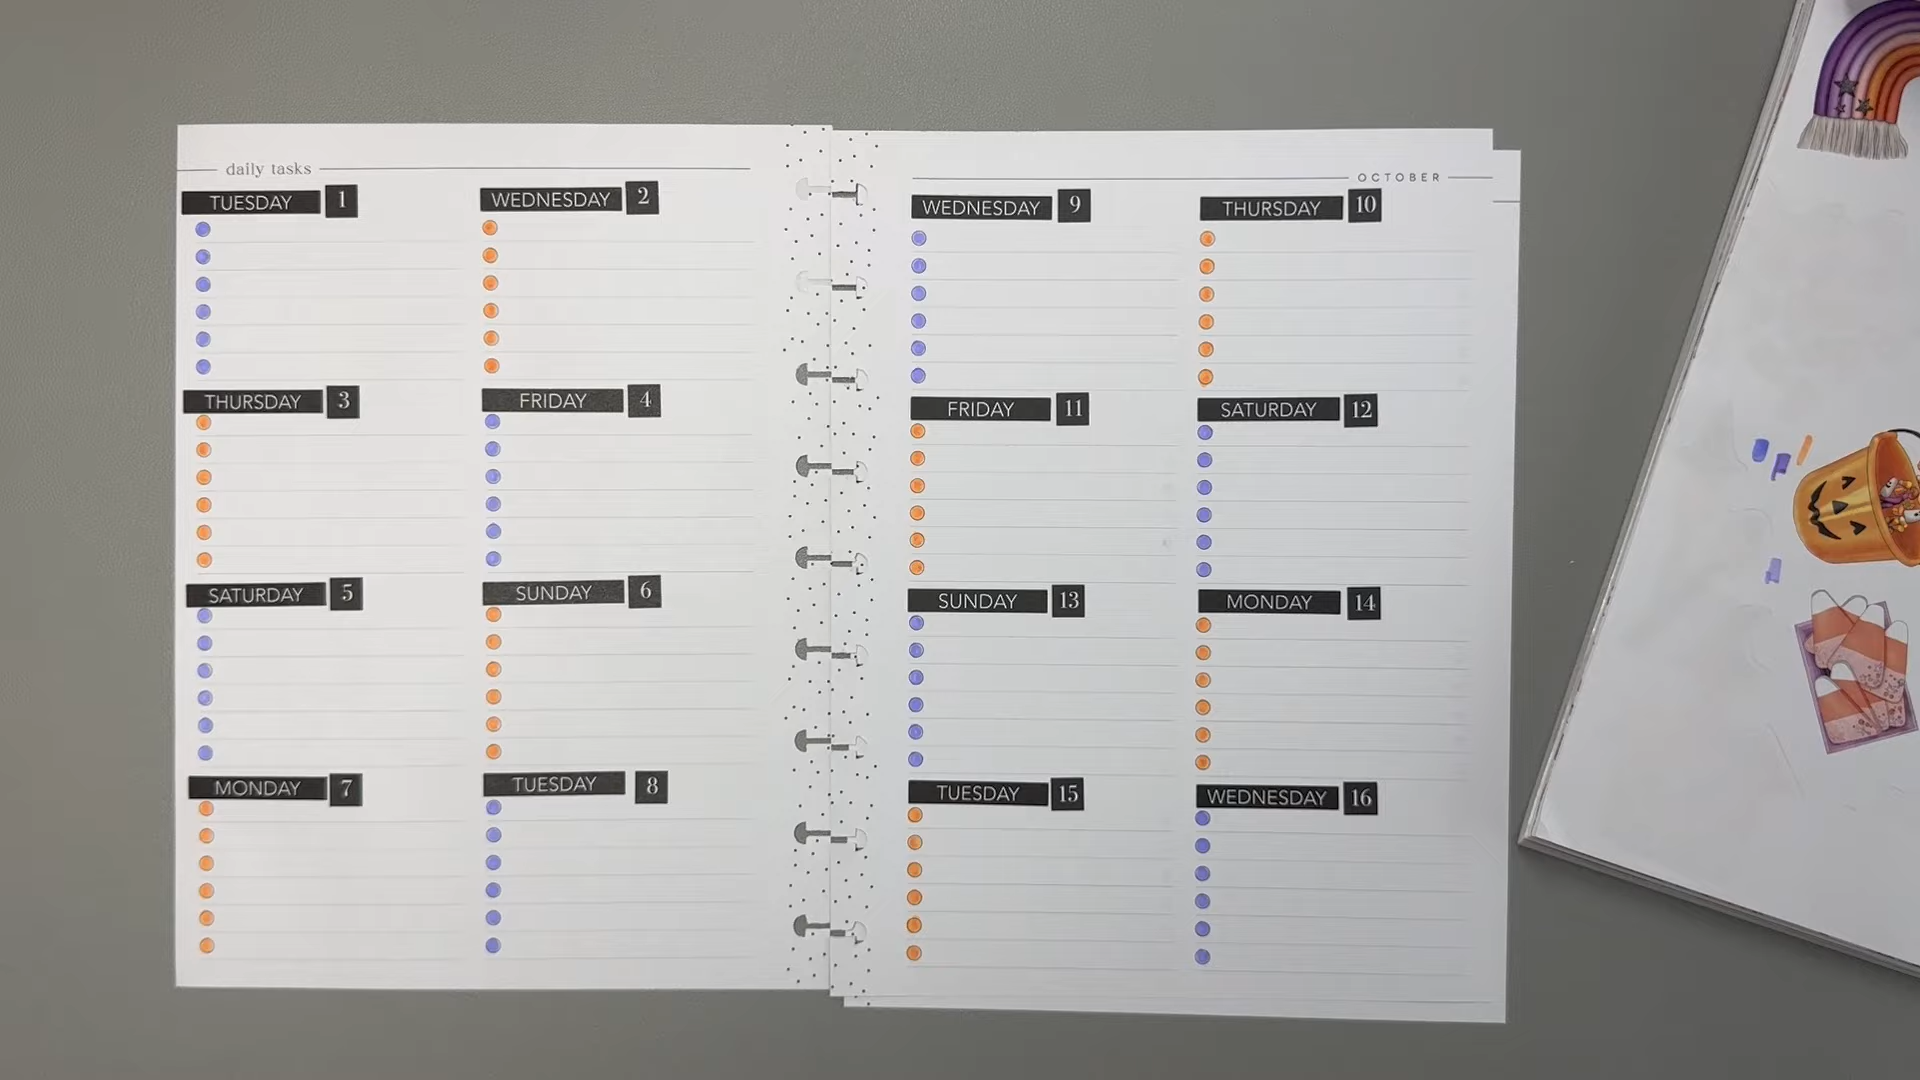 daily tasks
TUESDAY 1
WEDNESDAY 2
THURSDAY 3
FRIDAY 4
SATURDAY 5
SUNDAY 6
MONDAY 7
TUESDAY 8
OCTOBER
WEDNESDAY 9
THURSDAY 10
FRIDAY 11
SATURDAY 12
SUNDAY 13
MONDAY 14
TUESDAY 15
WEDNESDAY 16